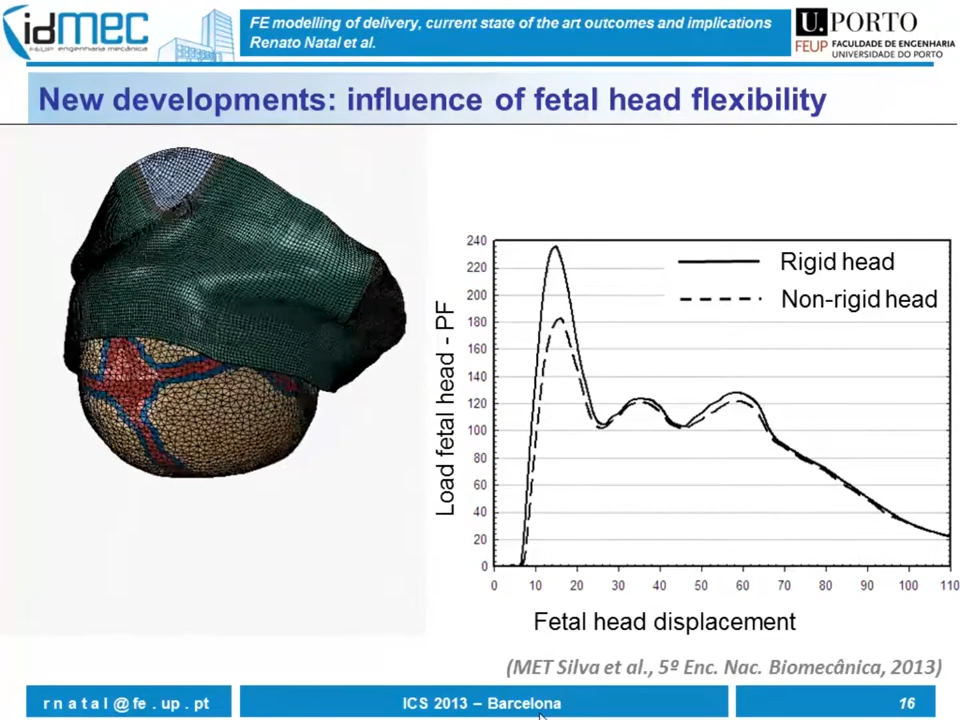 idmec
FEUP engenharia mecânica
FE modelling of delivery, current state of the art outcomes and implications
Renato Natal et al.
U.PORTO
FEUP FACULDADE DE ENGENHARIA
UNIVERSIDADE DO PORTO
New developments: influence of fetal head flexibility
240
220
200
180
160
140
120
100
80
60
40
20
0
Load fetal head - PF
Rigid head
Non-rigid head
0 10 20 30 40 50 60 70 80 90 100 110
Fetal head displacement
(MET Silva et al., 5º Enc. Nac. Biomecânica, 2013)
rnatal@fe.up.pt
ICS 2013 – Barcelona
16